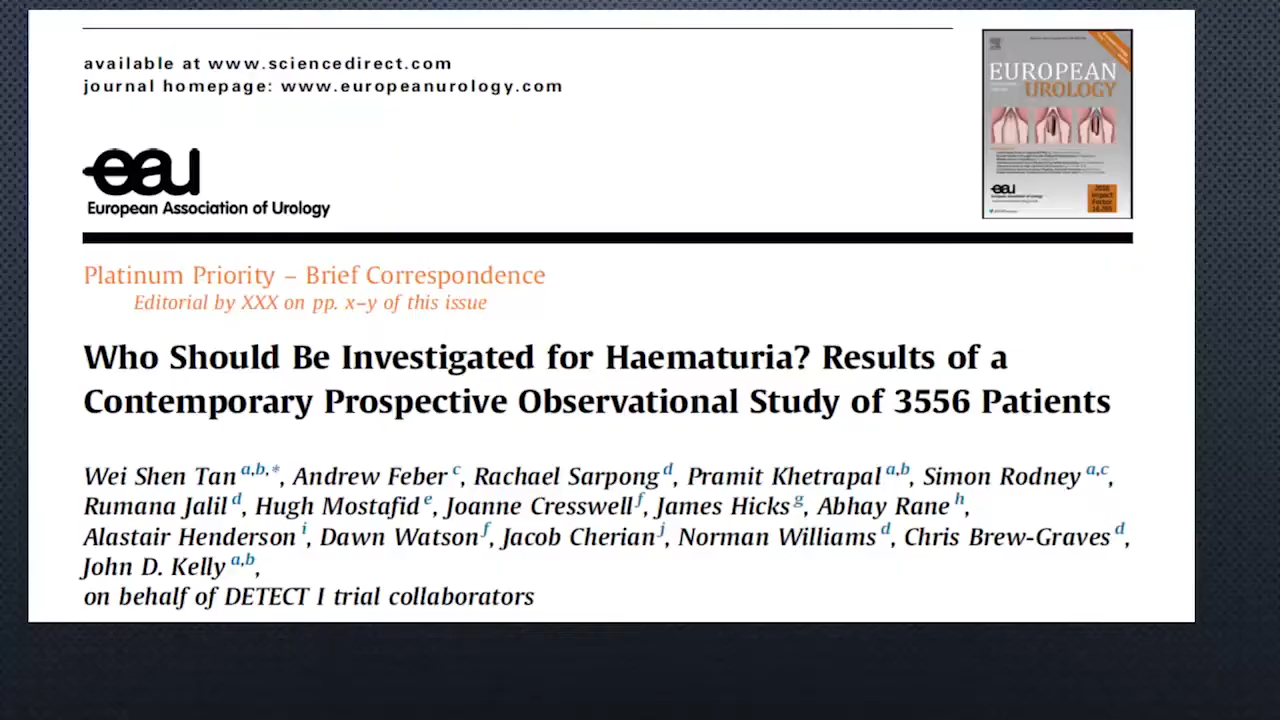 available at www.sciencedirect.com
journal homepage: www.europeanurology.com
EUROPEAN
UROLOGY
eau
2016
Impact
Factor
eau
European Association of Urology
Platinum Priority – Brief Correspondence
Editorial by XXX on pp. x–y of this issue
Who Should Be Investigated for Haematuria? Results of a
Contemporary Prospective Observational Study of 3556 Patients
Wei Shen Tan a,b,*, Andrew Feber c, Rachael Sarpong d, Pramit Khetrapal a,b, Simon Rodney a,c,
Rumana Jalil d, Hugh Mostafid e, Joanne Cresswell f, James Hicks g, Abhay Rane h,
Alastair Henderson i, Dawn Watson f, Jacob Cherian j, Norman Williams d, Chris Brew-Graves d,
John D. Kelly a,b,
on behalf of DETECT I trial collaborators